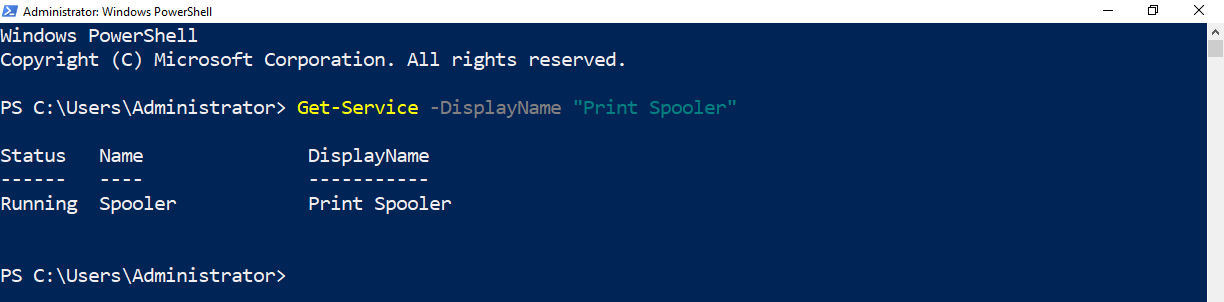 Administrator: Windows PowerShell
Windows PowerShell
Copyright (C) Microsoft Corporation. All rights reserved.
PS C:\Users\Administrator> Get-Service -DisplayName "Print Spooler"
Status   Name               DisplayName
------   ----               -----------
Running  Spooler            Print Spooler
PS C:\Users\Administrator>